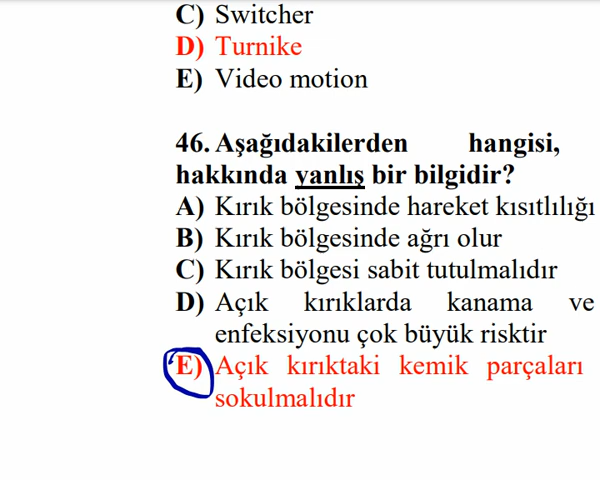 C) Switcher
D) Turnike
E) Video motion
46. Aşağıdakilerden hangisi,
hakkında yanlış bir bilgidir?
A) Kırık bölgesinde hareket kısıtlılığı
B) Kırık bölgesinde ağrı olur
C) Kırık bölgesi sabit tutulmalıdır
D) Açık kırıklarda kanama ve
enfeksiyonu çok büyük risktir
E) Açık kırıktaki kemik parçaları
sokulmalıdır